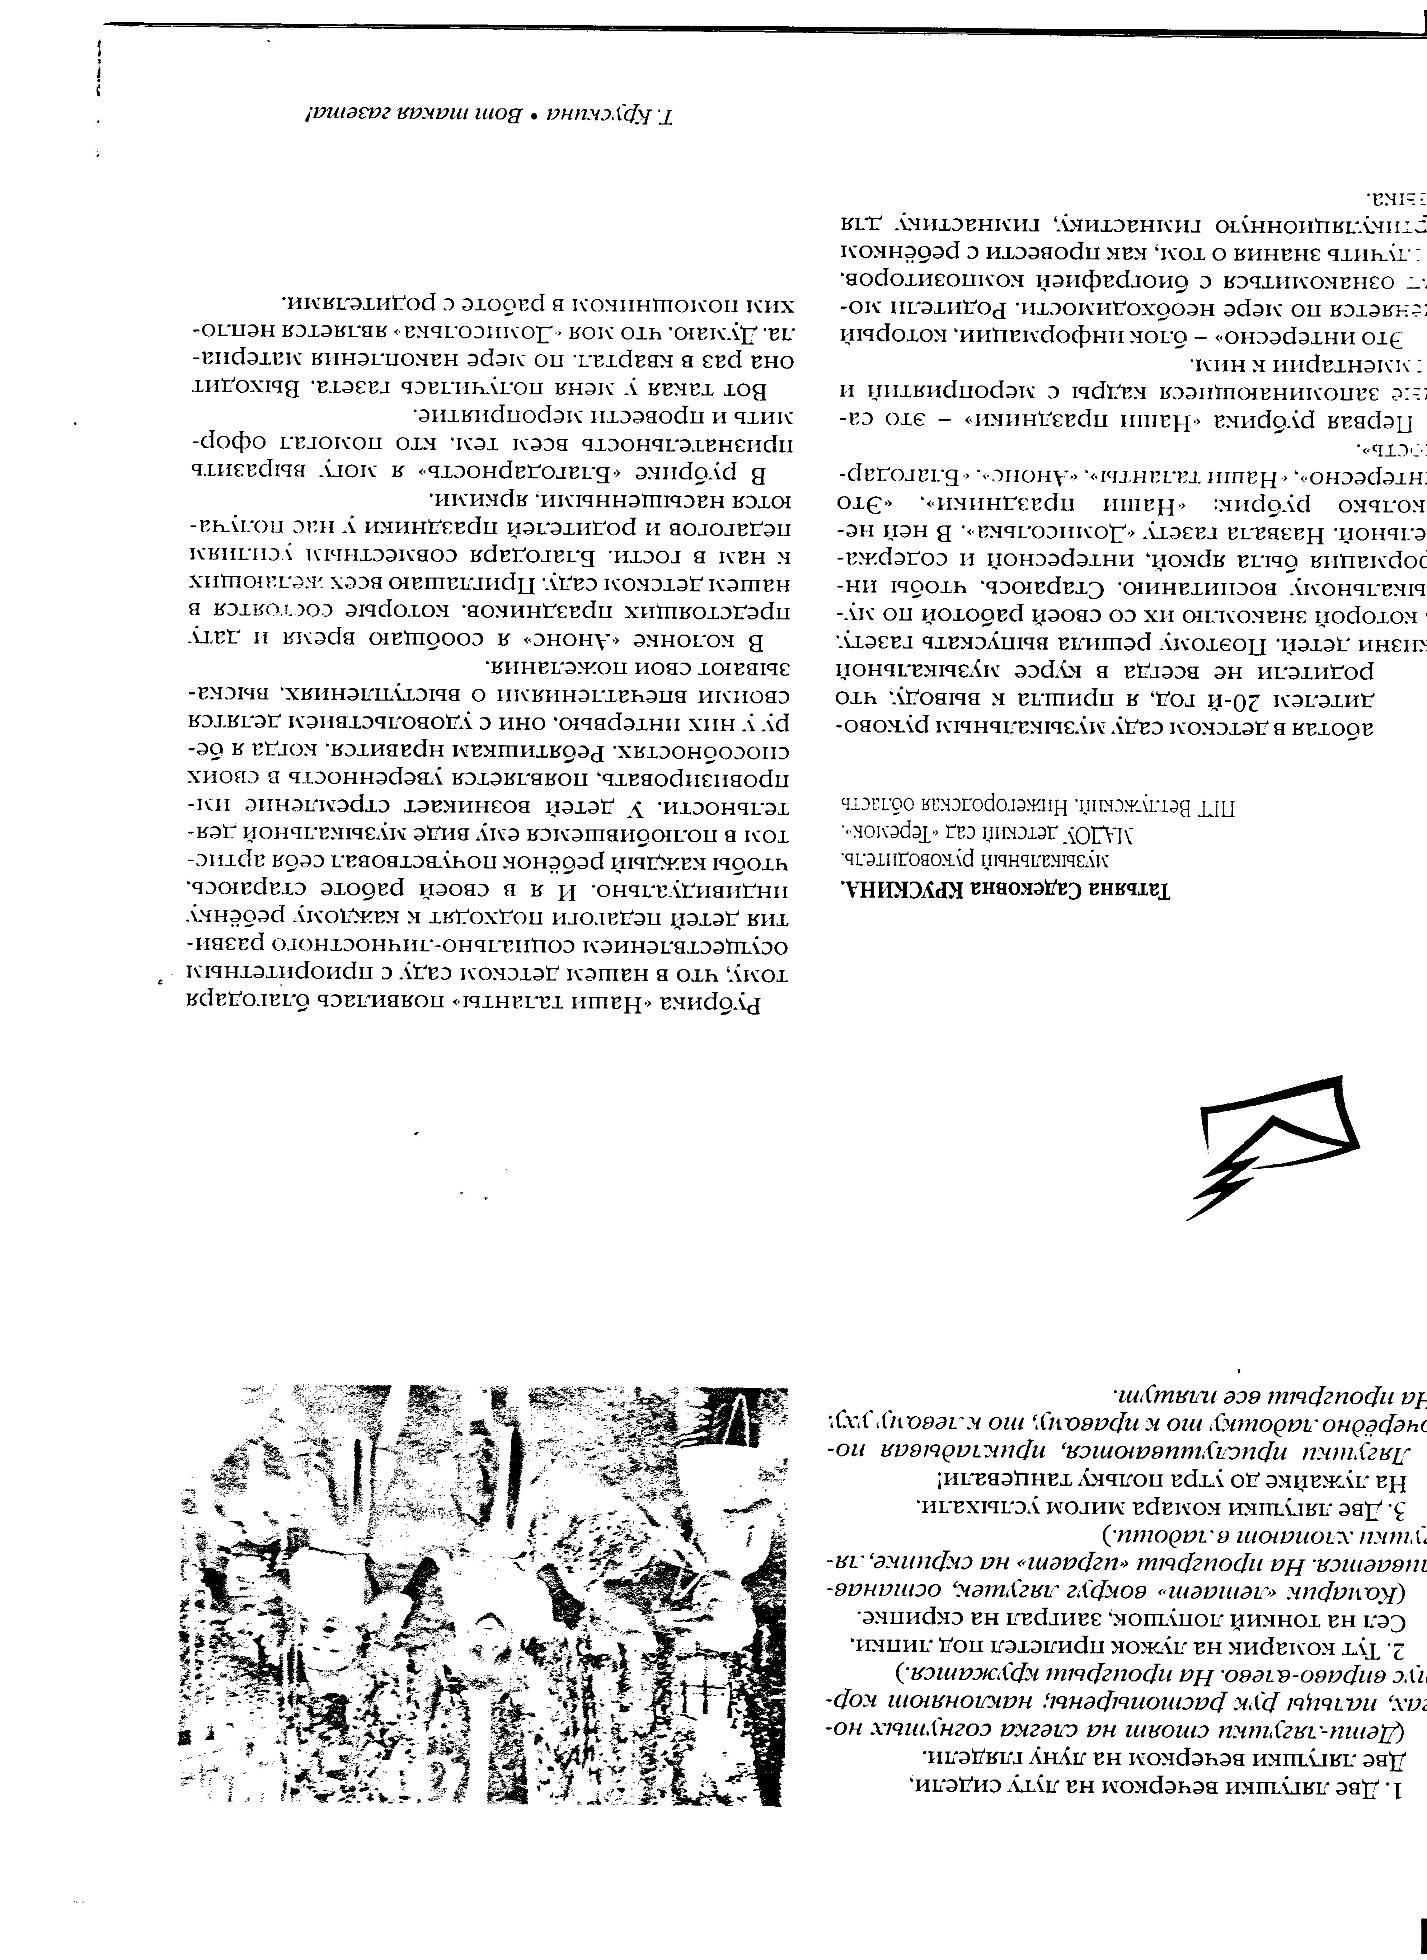 1. Две лягушки вечерком на лугу сидели,
Две лягушки вечерком на луну глядели.
(Дети-лягушки стоят на слегка согнутых но-
гах, пальцы рук растопырены; наклоняют кор-
пус вправо-влево. На проигрыш кружатся.)
2. Тут комарик на лужок прилетел под липки,
Сел на тонкий лопушок, заиграл на скрипке.
(Комарик «летает» вокруг лягушек, останав-
ливается. На проигрыш «играет» на скрипке, ля-
гушки хлопают в ладоши.)
3. Две лягушки комара мигом услыхали,
На лужайке до утра польку танцевали!
Лягушки прислушиваются, прикладывая по-
очерёдно ладошку то к правому, то к левому уху;
На проигрыш все пляшут.
Татьяна Садековна КРУСКИНА,
музыкальный руководитель,
МАДОУ детский сад «Теремок»,
ПГТ Ветлужский, Нижегородская область
аботая в детском саду музыкальным руково-
дителем 20-й год, я пришла к выводу, что
родители не всегда в курсе музыкальной
жизни детей. Поэтому решила выпускать газету,
в которой знакомлю их со своей работой по му-
зыкальному воспитанию. Стараюсь, чтобы ин-
формация была яркой, интересной и содержа-
тельной. Назвала газету «Домисолька». В ней не-
сколько рубрик: «Наши праздники», «Это
интересно», «Наши таланты», «Анонс», «Благодар-
ность».
Первая рубрика «Наши праздники» – это са-
мые запоминающиеся кадры с мероприятий и
комментарии к ним.
Это интересно» – блок информации, который
меняется по мере необходимости. Родители мо-
гут ознакомиться с биографией композиторов,
получить знания о том, как провести с ребёнком
артикуляционную гимнастику, гимнастику для
языка.
Рубрика «Наши таланты» появилась благодаря
тому, что в нашем детском саду с приоритетным
осуществлением социально-личностного разви-
тия детей педагоги подходят к каждому ребёнку
индивидуально. И я в своей работе стараюсь,
чтобы каждый ребёнок почувствовал себя артис-
том в полюбившемся ему виде музыкальной дея-
тельности. У детей возникает стремление им-
провизировать, появляется уверенность в своих
способностях. Ребятишкам нравится, когда я бе-
ру у них интервью, они с удовольствием делятся
своими впечатлениями о выступлениях, выска-
зывают свои пожелания.
В колонке «Анонс» я сообщаю время и дату
предстоящих праздников, которые состоятся в
нашем детском саду. Приглашаю всех желающих
к нам в гости. Благодаря совместным усилиям
педагогов и родителей праздники у нас получа-
ются насыщенными, яркими.
В рубрике «Благодарность» я могу выразить
признательность всем тем, кто помогал офор-
мить и провести мероприятие.
Вот такая у меня получилась газета. Выходит
она раз в квартал, по мере накопления материа-
ла. Думаю, что моя «Домисолька» является непло-
хим помощником в работе с родителями.
Т. Крускина • Вот такая газета!